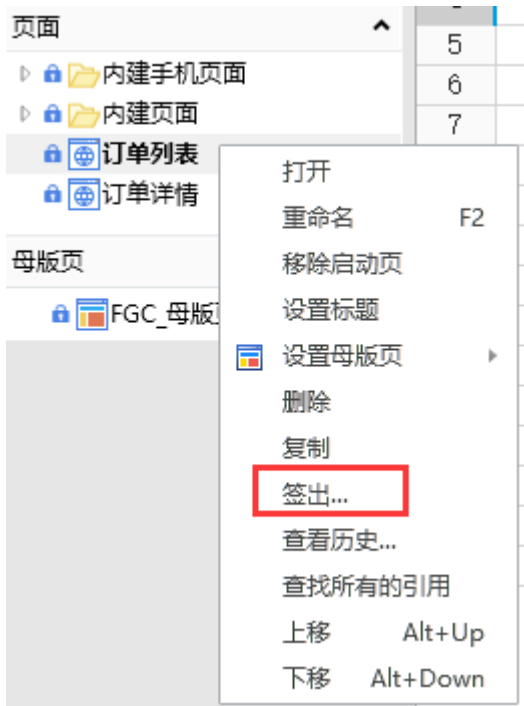 页面
5
内建手机页面
6
内建页面
7
订单列表
订单详情
母版页
FGC_母版
打开
重命名 F2
移除启动页
设置标题
设置母版页
删除
复制
签出...
查看历史...
查找所有的引用
上移 Alt+Up
下移 Alt+Down